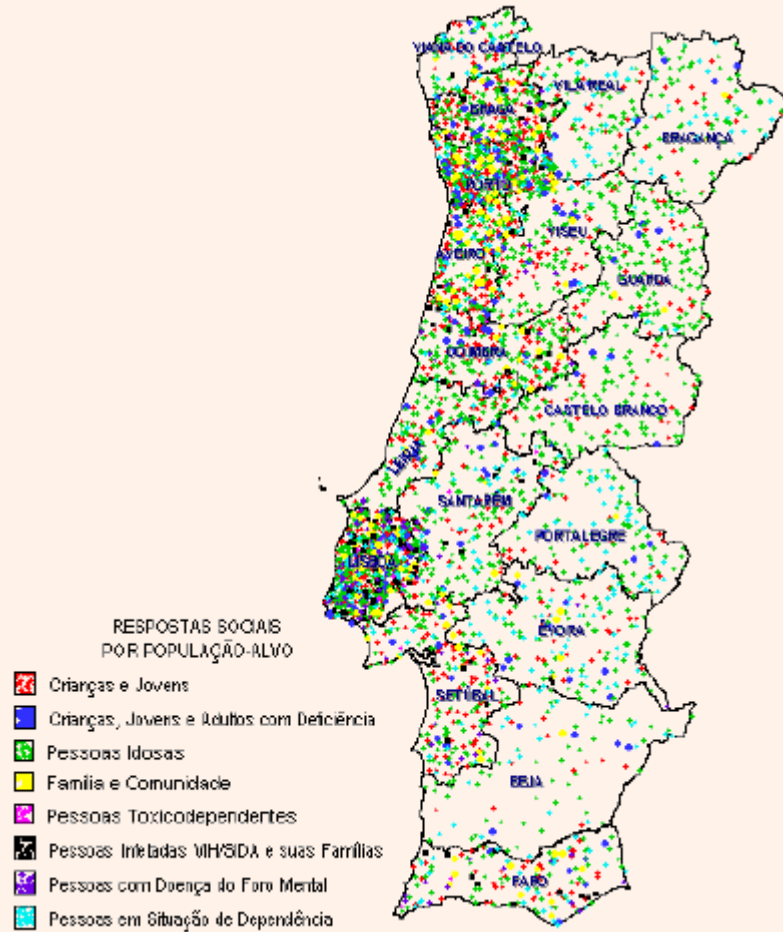 VIANA DO CASTELO
VILA REAL
BRAGA
BRAGANÇA
PORTO
VISEU
AVEIRO
GUARDA
COIMBRA
CASTELO BRANCO
LEIRIA
SANTARÉM
PORTALEGRE
LISBOA
ÉVORA
SETÚBAL
BEJA
FARO
RESPOSTAS SOCIAIS
POR POPULAÇÃO-ALVO
Crianças e Jovens
Crianças, Jovens e Adultos com Deficiência
Pessoas Idosas
Família e Comunidade
Pessoas Toxicodependentes
Pessoas Infetadas VIH/SIDA e suas Famílias
Pessoas com Doença do Foro Mental
Pessoas em Situação de Dependência